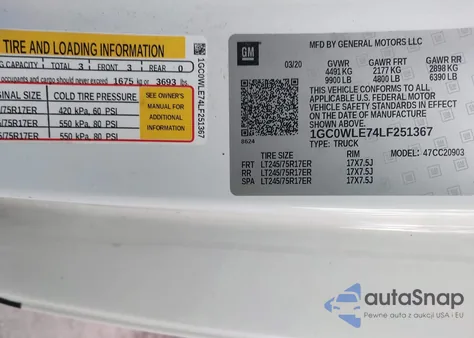 TIRE AND LOADING INFORMATION
G CAPACITY TOTAL 3 FRONT 3 REAR 0
occupants and cargo should never exceed 1675 kg or 3693 lbs
GINAL SIZE COLD TIRE PRESSURE SEE OWNER'S MANUAL FOR ADDITIONAL INFORMATION
/75R17ER 420 kPa, 60 PSI
/75R17ER 550 kPa, 80 PSI
/75R17ER 550 kPa, 80 PSI
1GC0WLE74LF251367
GM
MFD BY GENERAL MOTORS LLC
03/20 GVWR GAWR FRT GAWR RR
4491 KG 2177 KG 2898 KG
9900 LB 4800 LB 6390 LB
THIS VEHICLE CONFORMS TO ALL
APPLICABLE U.S. FEDERAL MOTOR
VEHICLE SAFETY STANDARDS IN EFFECT
ON THE DATE OF MANUFACTURE SHOWN ABOVE.
1GC0WLE74LF251367
8624 TYPE: TRUCK MODEL: 47CC20903
TIRE SIZE RIM
FRT LT245/75R17ER 17X7.5J
RR LT245/75R17ER 17X7.5J
SPA LT245/75R17ER 17X7.5J
autoSnap
Pewne auto z aukcji USA - EU